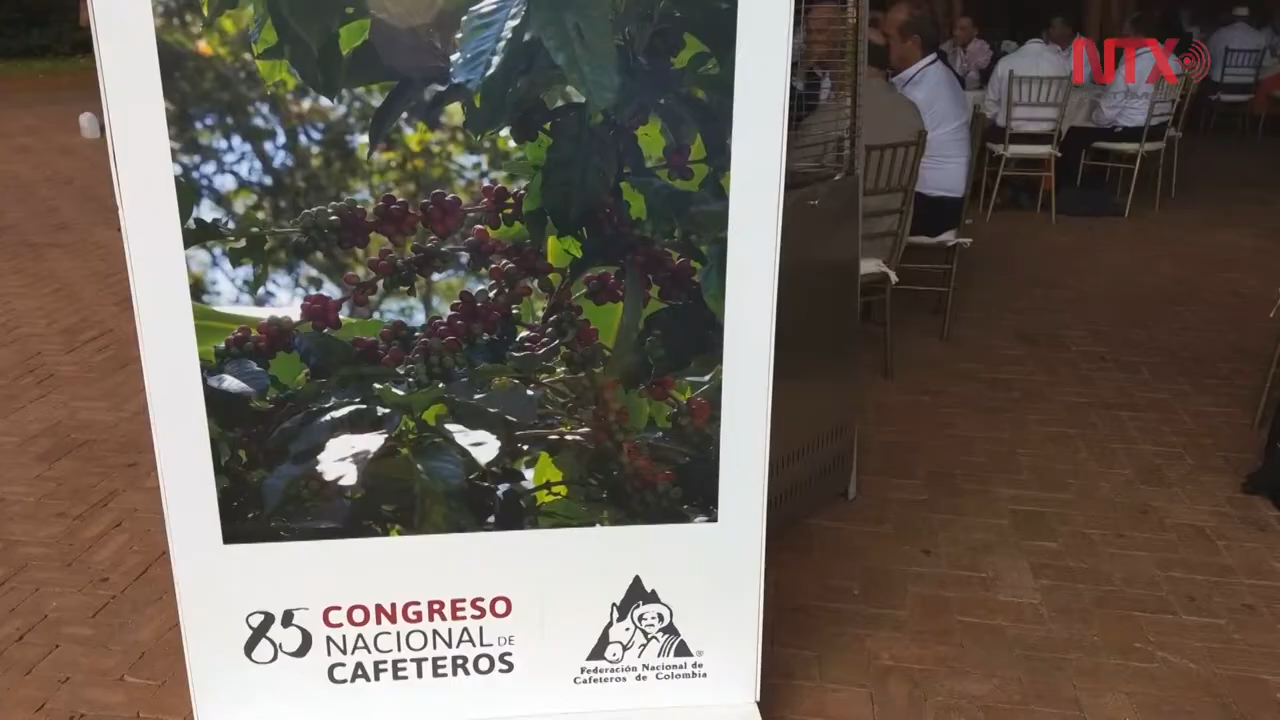 NTX
85 CONGRESO
NACIONAL DE
CAFETEROS
Federación Nacional de
Cafeteros de Colombia